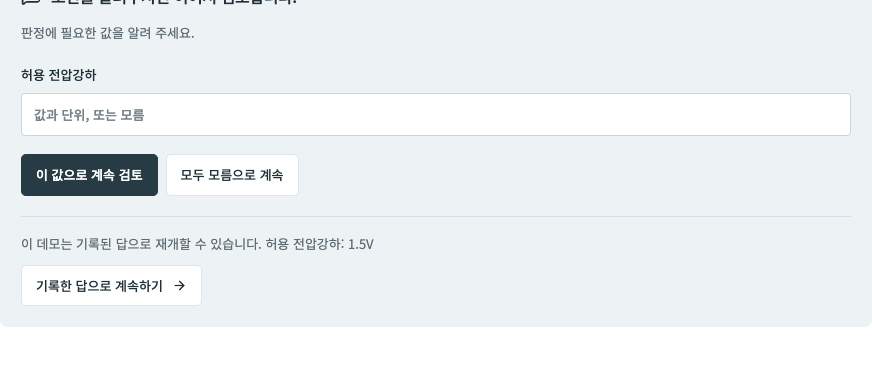 판정에 필요한 값을 알려 주세요.
허용 전압강하
값과 단위, 또는 모름
이 값으로 계속 검토
모두 모름으로 계속
이 데모는 기록된 답으로 재개할 수 있습니다. 허용 전압강하: 1.5V
기록한 답으로 계속하기 →